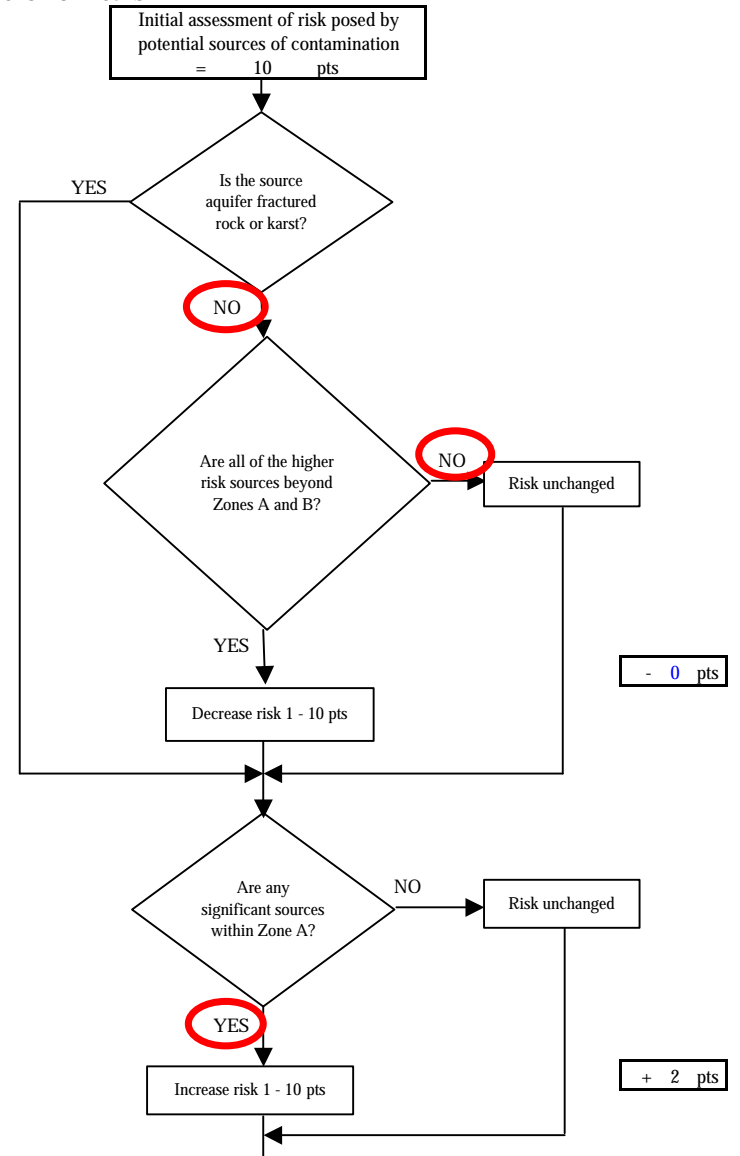 Initial assessment of risk posed by
potential sources of contamination
= 10 pts
YES
Is the source
aquifer fractured
rock or karst?
NO
Are all of the higher
risk sources beyond
Zones A and B?
NO
Risk unchanged
YES
- 0 pts
Decrease risk 1 - 10 pts
Are any
significant sources
within Zone A?
NO
Risk unchanged
YES
Increase risk 1 - 10 pts
+ 2 pts